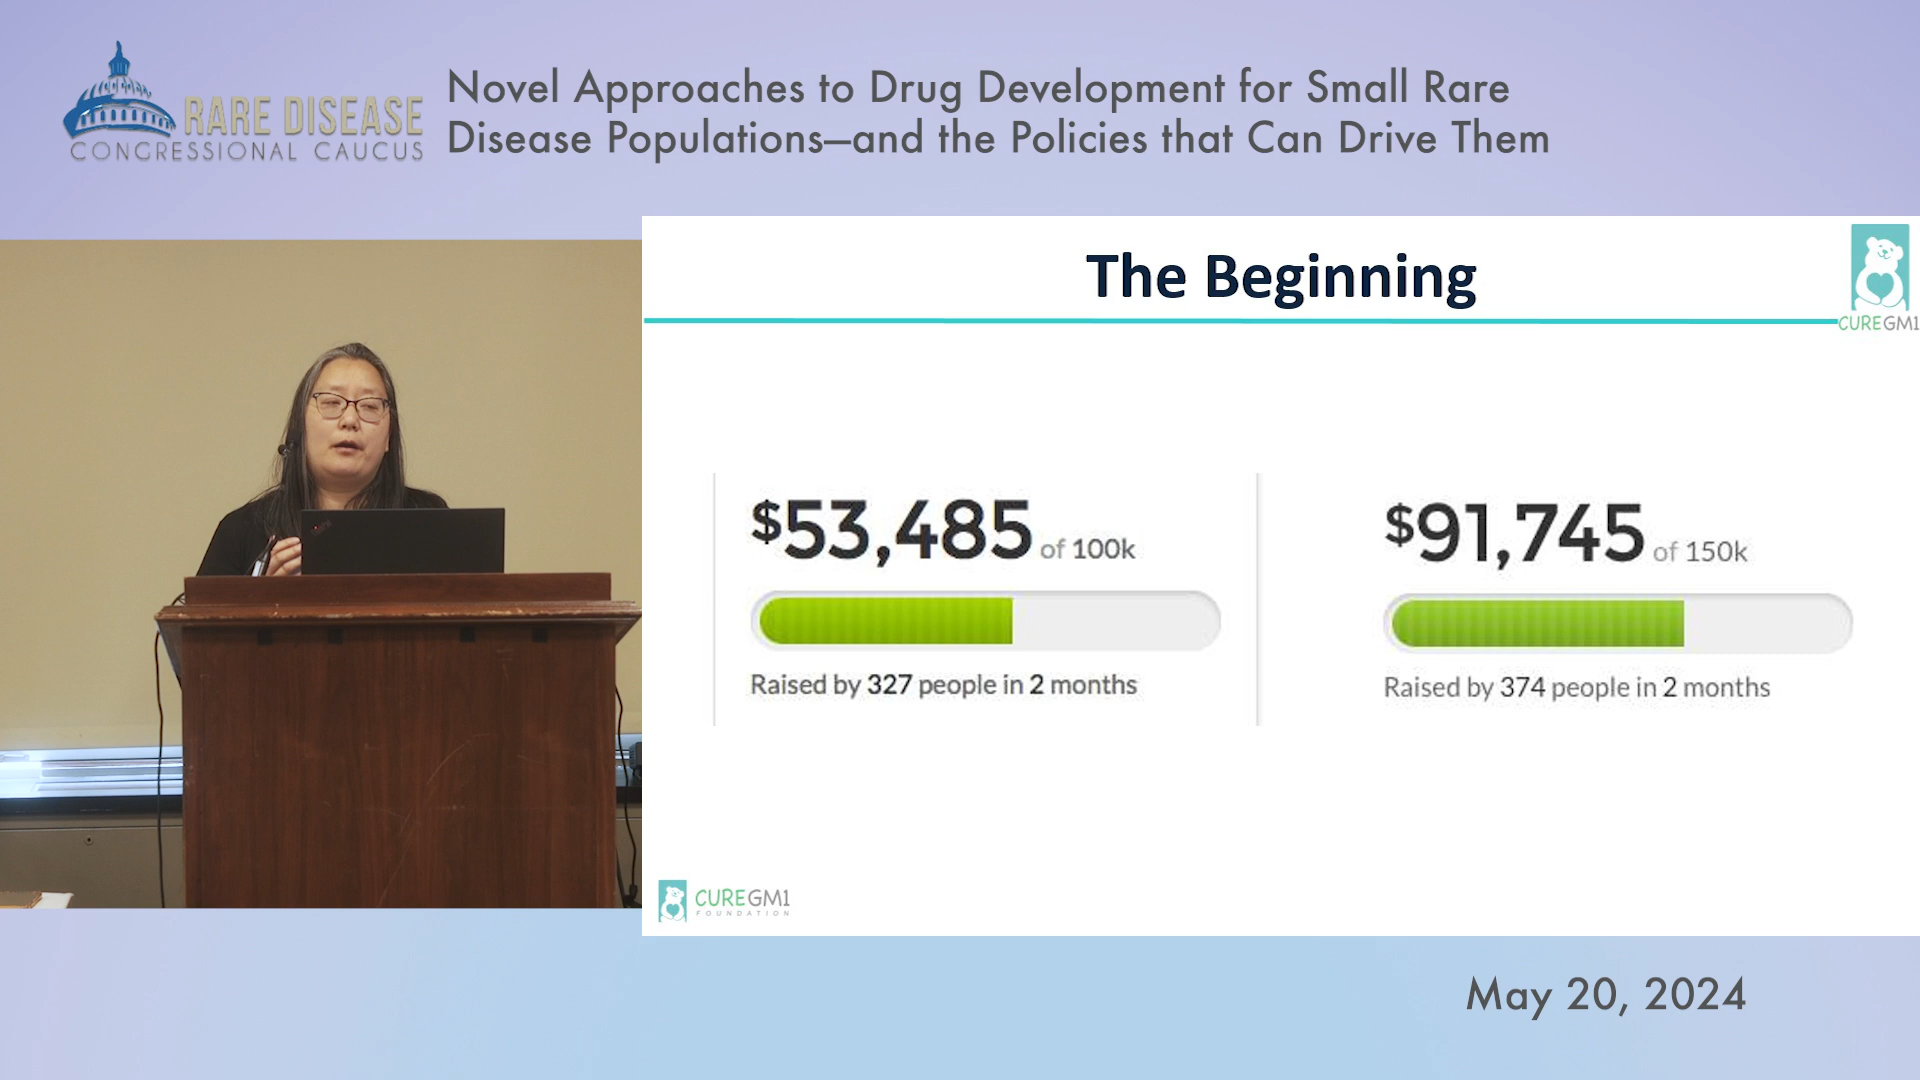 RARE DISEASE
CONGRESSIONAL CAUCUS
Novel Approaches to Drug Development for Small Rare
Disease Populations—and the Policies that Can Drive Them
The Beginning
CUREGM1
$53,485 of 100k
Raised by 327 people in 2 months
$91,745 of 150k
Raised by 374 people in 2 months
CUREGM1
FOUNDATION
May 20, 2024